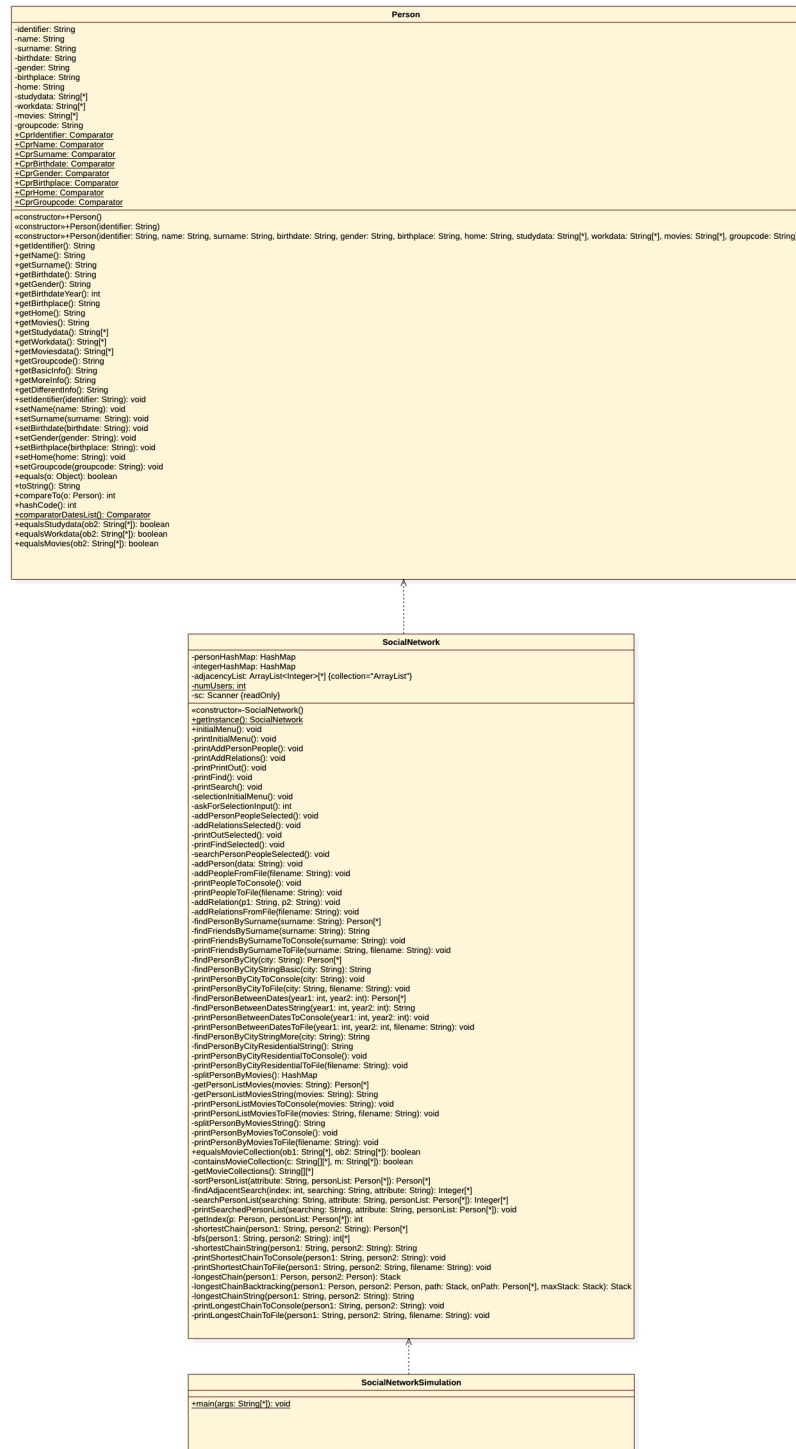 Person
-identifier: String
-name: String
-surname: String
-birthdate: String
-gender: String
-birthplace: String
-home: String
-studydata: String[*]
-workdata: String[*]
-movies: String[*]
-groupcode: String
+CprIdentifier: Comparator
+CprName: Comparator
+CprSurname: Comparator
+CprBirthdate: Comparator
+CprGender: Comparator
+CprBirthplace: Comparator
+CprHome: Comparator
+CprGroupcode: Comparator
«constructor»+Person()
«constructor»+Person(identifier: String)
«constructor»+Person(identifier: String, name: String, surname: String, birthdate: String, gender: String, birthplace: String, home: String, studydata: String[*], workdata: String[*], movies: String[*], groupcode: String)
+getIdentifier(): String
+getName(): String
+getSurname(): String
+getBirthdate(): String
+getGender(): String
+getBirthdateYear(): int
+getBirthplace(): String
+getHome(): String
+getMovies(): String
+getStudydata(): String[*]
+getWorkdata(): String[*]
+getMoviesdata(): String[*]
+getGroupcode(): String
+getBasicInfo(): String
+getMoreInfo(): String
+getDifferentInfo(): String
+setIdentifier(identifier: String): void
+setName(name: String): void
+setSurname(surname: String): void
+setBirthdate(birthdate: String): void
+setGender(gender: String): void
+setBirthplace(birthplace: String): void
+setHome(home: String): void
+setGroupcode(groupcode: String): void
+equals(o: Object): boolean
+toString(): String
+compareTo(o: Person): int
+hashCode(): int
+comparatorDatesList(): Comparator
+equalsStudydata(ob2: String[*]): boolean
+equalsWorkdata(ob2: String[*]): boolean
+equalsMovies(ob2: String[*]): boolean
SocialNetwork
-personHashMap: HashMap
-integerHashMap: HashMap
-adjacencyList: ArrayList<Integer>[*] {collection="ArrayList"}
-numUsers: int
-sc: Scanner {readOnly}
«constructor»-SocialNetwork()
+getInstance(): SocialNetwork
+initialMenu(): void
-printInitialMenu(): void
-printAddPersonPeople(): void
-printAddRelations(): void
-printPrintOut(): void
-printFind(): void
-printSearch(): void
-selectionInitialMenu(): void
-askForSelectionInput(): int
-addPersonPeopleSelected(): void
-addRelationsSelected(): void
-printOutSelected(): void
-printFindSelected(): void
-searchPersonPeopleSelected(): void
-addPerson(data: String): void
-addPeopleFromFile(filename: String): void
-printPeopleToConsole(): void
-printPeopleToFile(filename: String): void
-addRelation(p1: String, p2: String): void
-addRelationsFromFile(filename: String): void
-findPersonBySurname(surname: String): Person[*]
-findFriendsBySurname(surname: String): String
-printFriendsBySurnameToConsole(surname: String): void
-printFriendsBySurnameToFile(surname: String, filename: String): void
-findPersonByCity(city: String): Person[*]
-findPersonByCityStringBasic(city: String): String
-printPersonByCityToConsole(city: String): void
-printPersonByCityToFile(city: String, filename: String): void
-findPersonBetweenDates(year1: int, year2: int): Person[*]
-findPersonBetweenDatesString(year1: int, year2: int): String
-printPersonBetweenDatesToConsole(year1: int, year2: int): void
-printPersonBetweenDatesToFile(year1: int, year2: int, filename: String): void
-findPersonByCityStringMore(city: String): String
-findPersonByCityResidentialString(): String
-printPersonByCityResidentialToConsole(): void
-printPersonByCityResidentialToFile(filename: String): void
-splitPersonByMovies(): HashMap
-getPersonListMovies(movies: String): Person[*]
-getPersonListMoviesString(movies: String): String
-printPersonListMoviesToConsole(movies: String): void
-printPersonListMoviesToFile(movies: String, filename: String): void
-splitPersonByMoviesString(): String
-printPersonByMoviesToConsole(): void
-printPersonByMoviesToFile(filename: String): void
+equalsMovieCollection(ob1: String[*], ob2: String[*]): boolean
-containsMovieCollection(c: String[][*], m: String[*]): boolean
-getMovieCollections(): String[][*]
-sortPersonList(attribute: String, personList: Person[*]): Person[*]
-findAdjacentSearch(index: int, searching: String, attribute: String): Integer[*]
-searchPersonList(searching: String, attribute: String, personList: Person[*]): Integer[*]
-printSearchedPersonList(searching: String, attribute: String, personList: Person[*]): void
-getIndex(p: Person, personList: Person[*]): int
-shortestChain(person1: String, person2: String): Person[*]
-bfs(person1: String, person2: String): int[*]
-shortestChainString(person1: String, person2: String): String
-printShortestChainToConsole(person1: String, person2: String): void
-printShortestChainToFile(person1: String, person2: String, filename: String): void
-longestChain(person1: Person, person2: Person): Stack
-longestChainBacktracking(person1: Person, person2: Person, path: Stack, onPath: Person[*], maxStack: Stack): Stack
-longestChainString(person1: String, person2: String): String
-printLongestChainToConsole(person1: String, person2: String): void
-printLongestChainToFile(person1: String, person2: String, filename: String): void
SocialNetworkSimulation
+main(args: String[*]): void